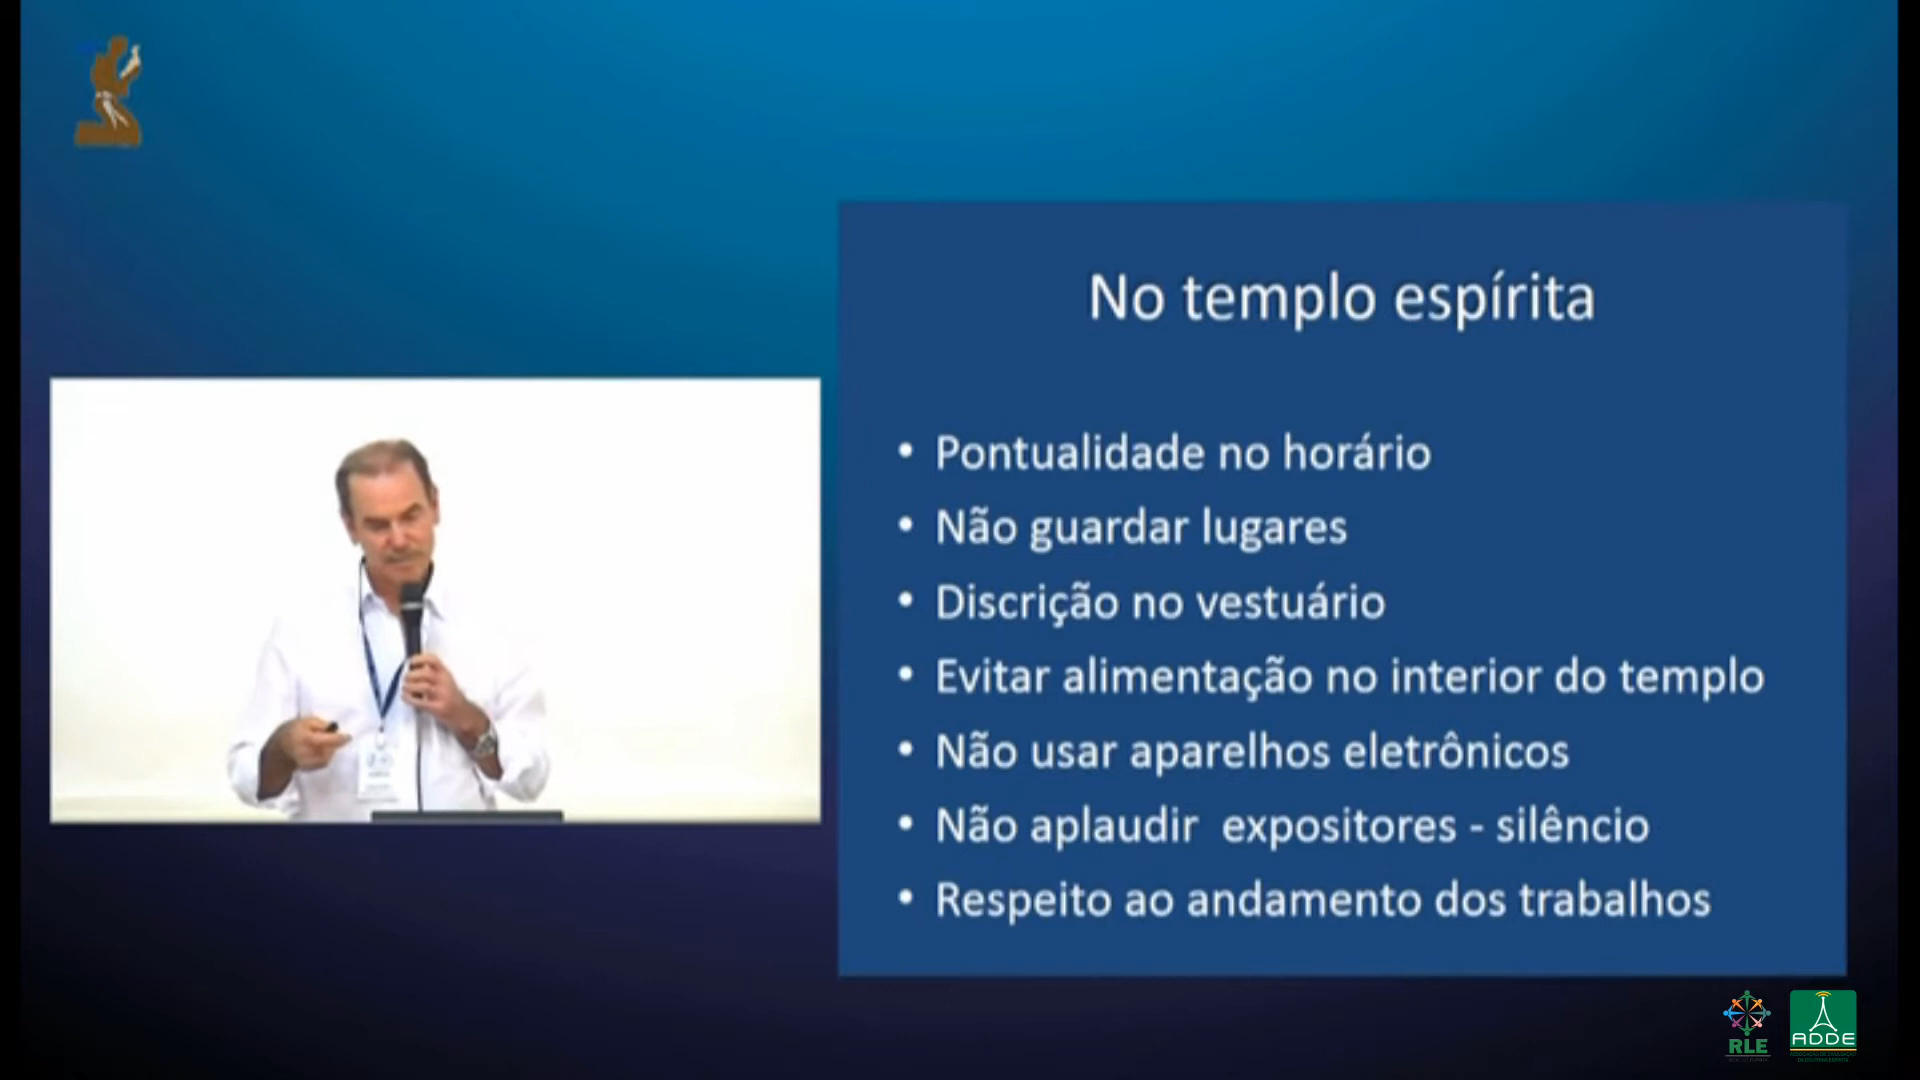 No templo espírita
• Pontualidade no horário
• Não guardar lugares
• Discrição no vestuário
• Evitar alimentação no interior do templo
• Não usar aparelhos eletrônicos
• Não aplaudir  expositores - silêncio
• Respeito ao andamento dos trabalhos
RLE
ADDE